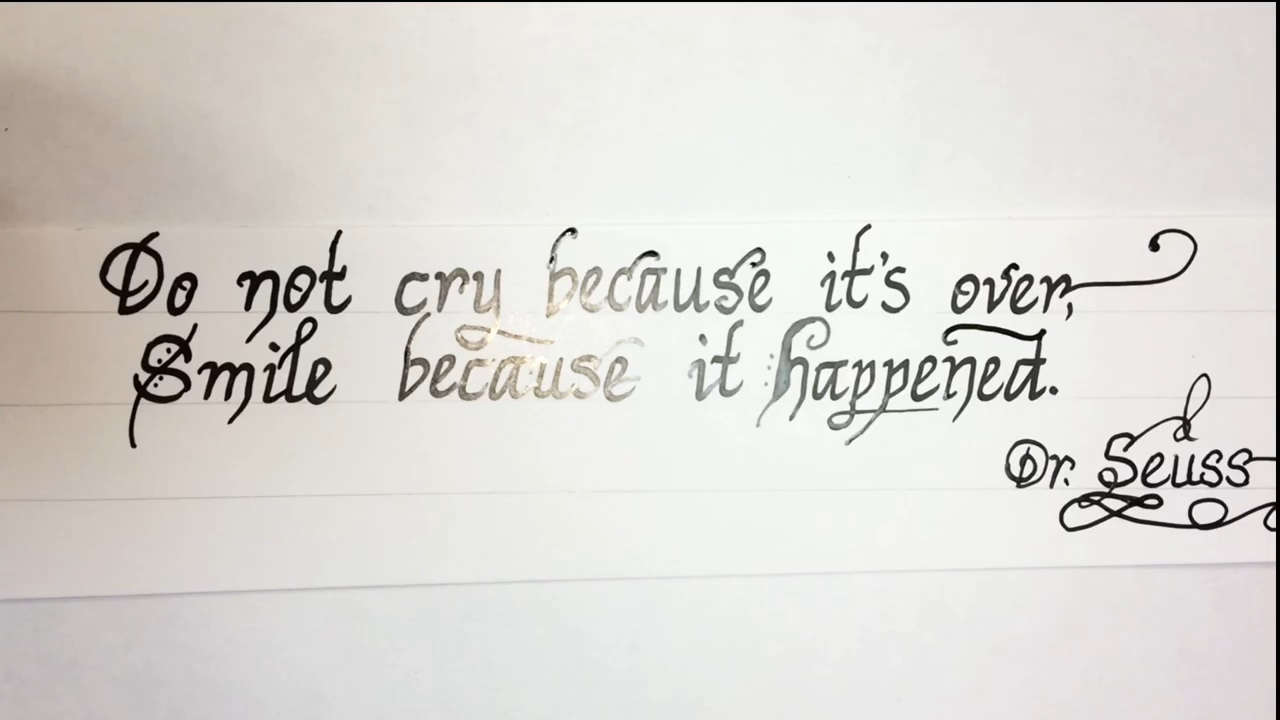 Do not cry because it's over,
Smile because it happened.
Dr. Seuss